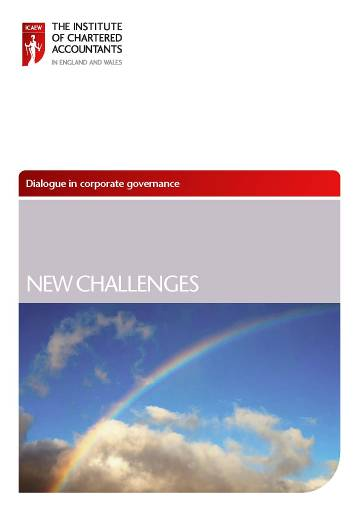 ICAEW
THE INSTITUTE
OF CHARTERED
ACCOUNTANTS
IN ENGLAND AND WALES
Dialogue in corporate governance
NEW CHALLENGES